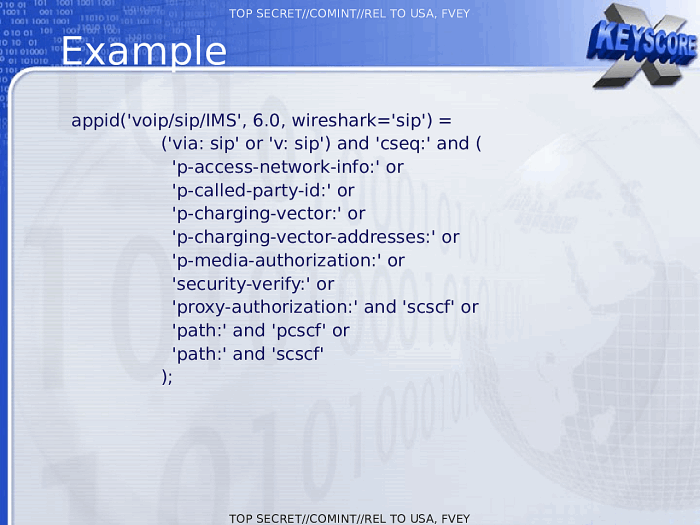 TOP SECRET//COMINT//REL TO USA, FVEY
Example
X
KEYSCORE
appid('voip/sip/IMS', 6.0, wireshark='sip') =
('via: sip' or 'v: sip') and 'cseq:' and (
'p-access-network-info:' or
'p-called-party-id:' or
'p-charging-vector:' or
'p-charging-vector-addresses:' or
'p-media-authorization:' or
'security-verify:' or
'proxy-authorization:' and 'scscf' or
'path:' and 'pcscf' or
'path:' and 'scscf'
);
TOP SECRET//COMINT//REL TO USA, FVEY